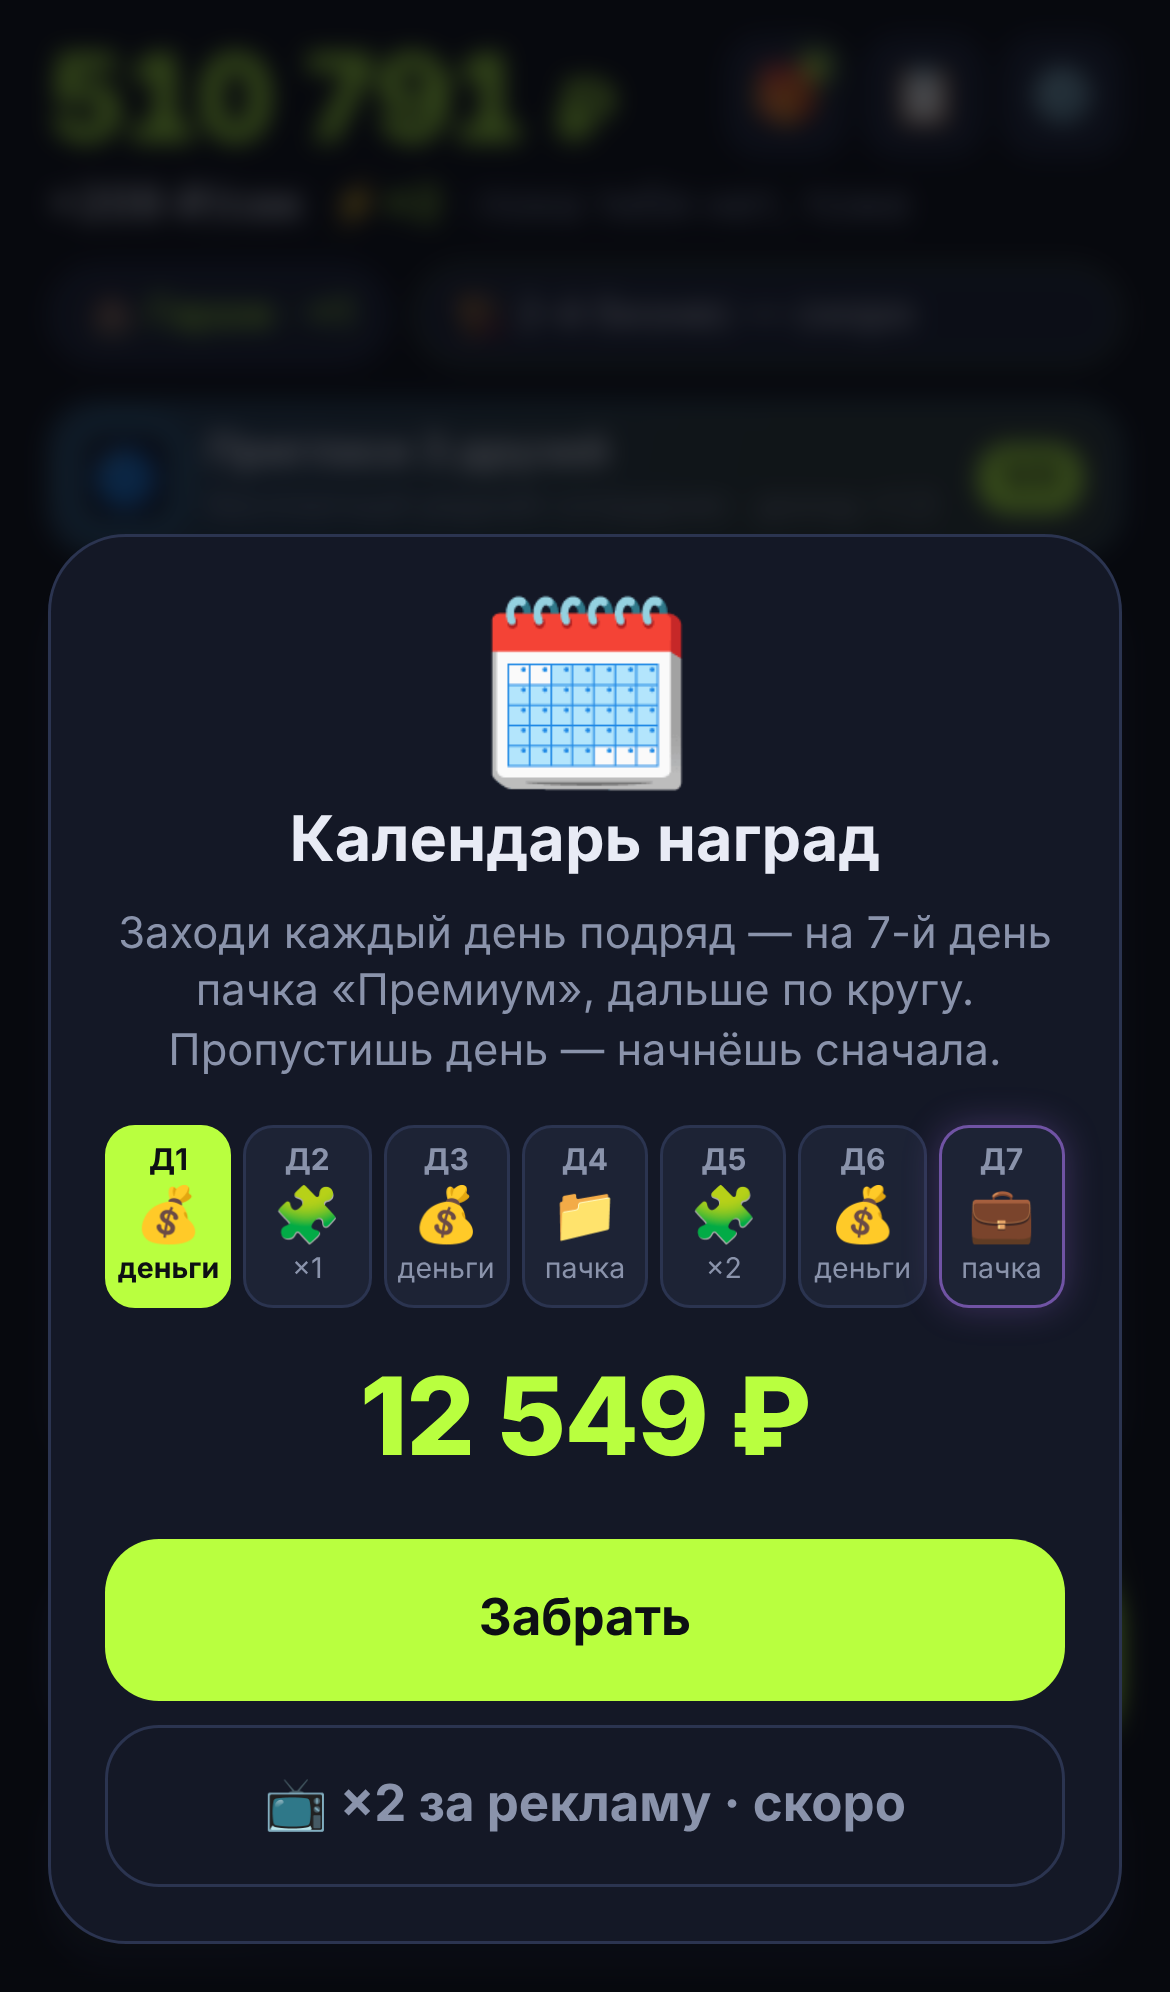 510 791 ₽
Календарь наград
Заходи каждый день подряд — на 7-й день
пачка «Премиум», дальше по кругу.
Пропустишь день — начнёшь сначала.
Д1 Д2 Д3 Д4 Д5 Д6 Д7
деньги ×1 деньги пачка ×2 деньги пачка
12 549 ₽
Забрать
×2 за рекламу · скоро